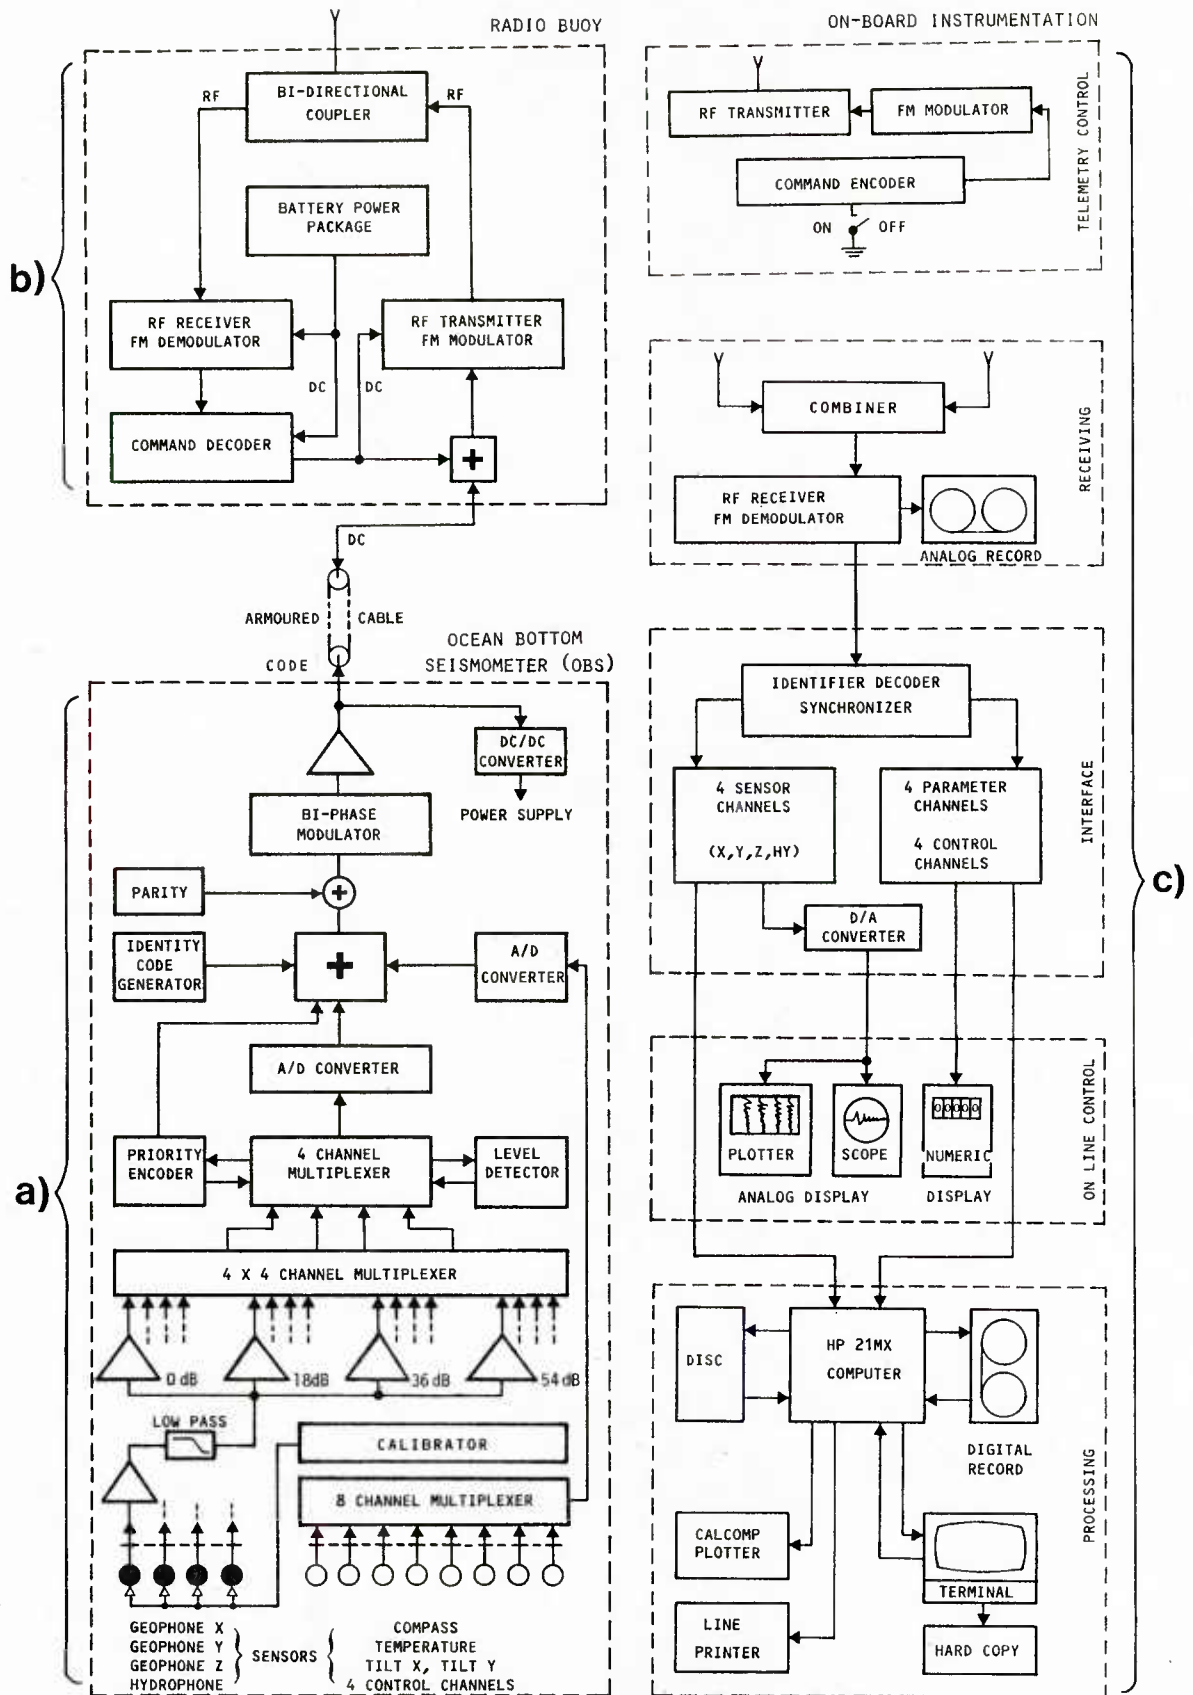 RADIO BUOY
b)
RF
BI-DIRECTIONAL
COUPLER
RF
BATTERY POWER
PACKAGE
RF RECEIVER
FM DEMODULATOR
RF TRANSMITTER
FM MODULATOR
DC
DC
COMMAND DECODER
+
DC
ARMOURED CABLE
CODE
OCEAN BOTTOM
SEISMOMETER (OBS)
a)
DC/DC
CONVERTER
POWER SUPPLY
BI-PHASE
MODULATOR
PARITY
+
IDENTITY
CODE
GENERATOR
+
A/D
CONVERTER
A/D CONVERTER
PRIORITY
ENCODER
4 CHANNEL
MULTIPLEXER
LEVEL
DETECTOR
4 X 4 CHANNEL MULTIPLEXER
0 dB
18dB
36 dB
54 dB
LOW PASS
CALIBRATOR
8 CHANNEL MULTIPLEXER
GEOPHONE X
GEOPHONE Y
GEOPHONE Z
HYDROPHONE
SENSORS
COMPASS
TEMPERATURE
TILT X, TILT Y
4 CONTROL CHANNELS
ON-BOARD INSTRUMENTATION
c)
TELEMETRY CONTROL
RF TRANSMITTER
FM MODULATOR
COMMAND ENCODER
ON
OFF
RECEIVING
COMBINER
RF RECEIVER
FM DEMODULATOR
ANALOG RECORD
INTERFACE
IDENTIFIER DECODER
SYNCHRONIZER
4 SENSOR
CHANNELS
(X,Y,Z,HY)
4 PARAMETER
CHANNELS
4 CONTROL
CHANNELS
D/A
CONVERTER
ON LINE CONTROL
PLOTTER
SCOPE
00000
NUMERIC
ANALOG DISPLAY
DISPLAY
PROCESSING
DISC
HP 21MX
COMPUTER
DIGITAL
RECORD
CALCOMP
PLOTTER
TERMINAL
LINE
PRINTER
HARD COPY